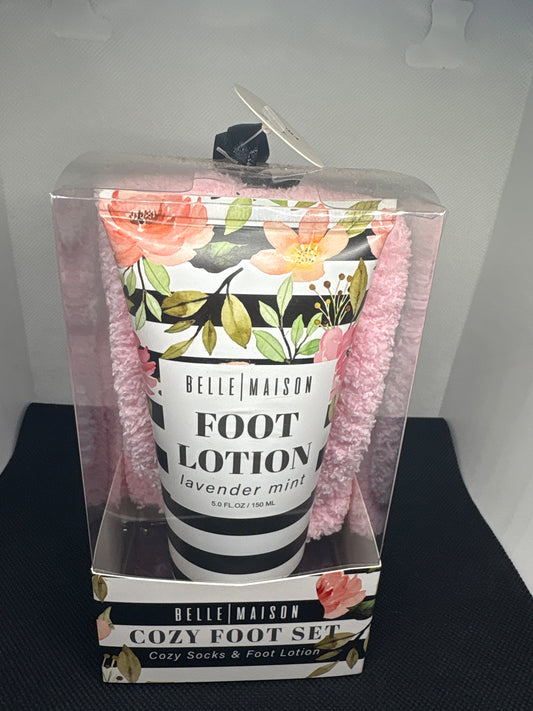 BELLE|MAISON
FOOT
LOTION
lavender mint
5.0 FL.OZ / 150 ML
BELLE|MAISON
COZY FOOT SET
Cozy Socks & Foot Lotion